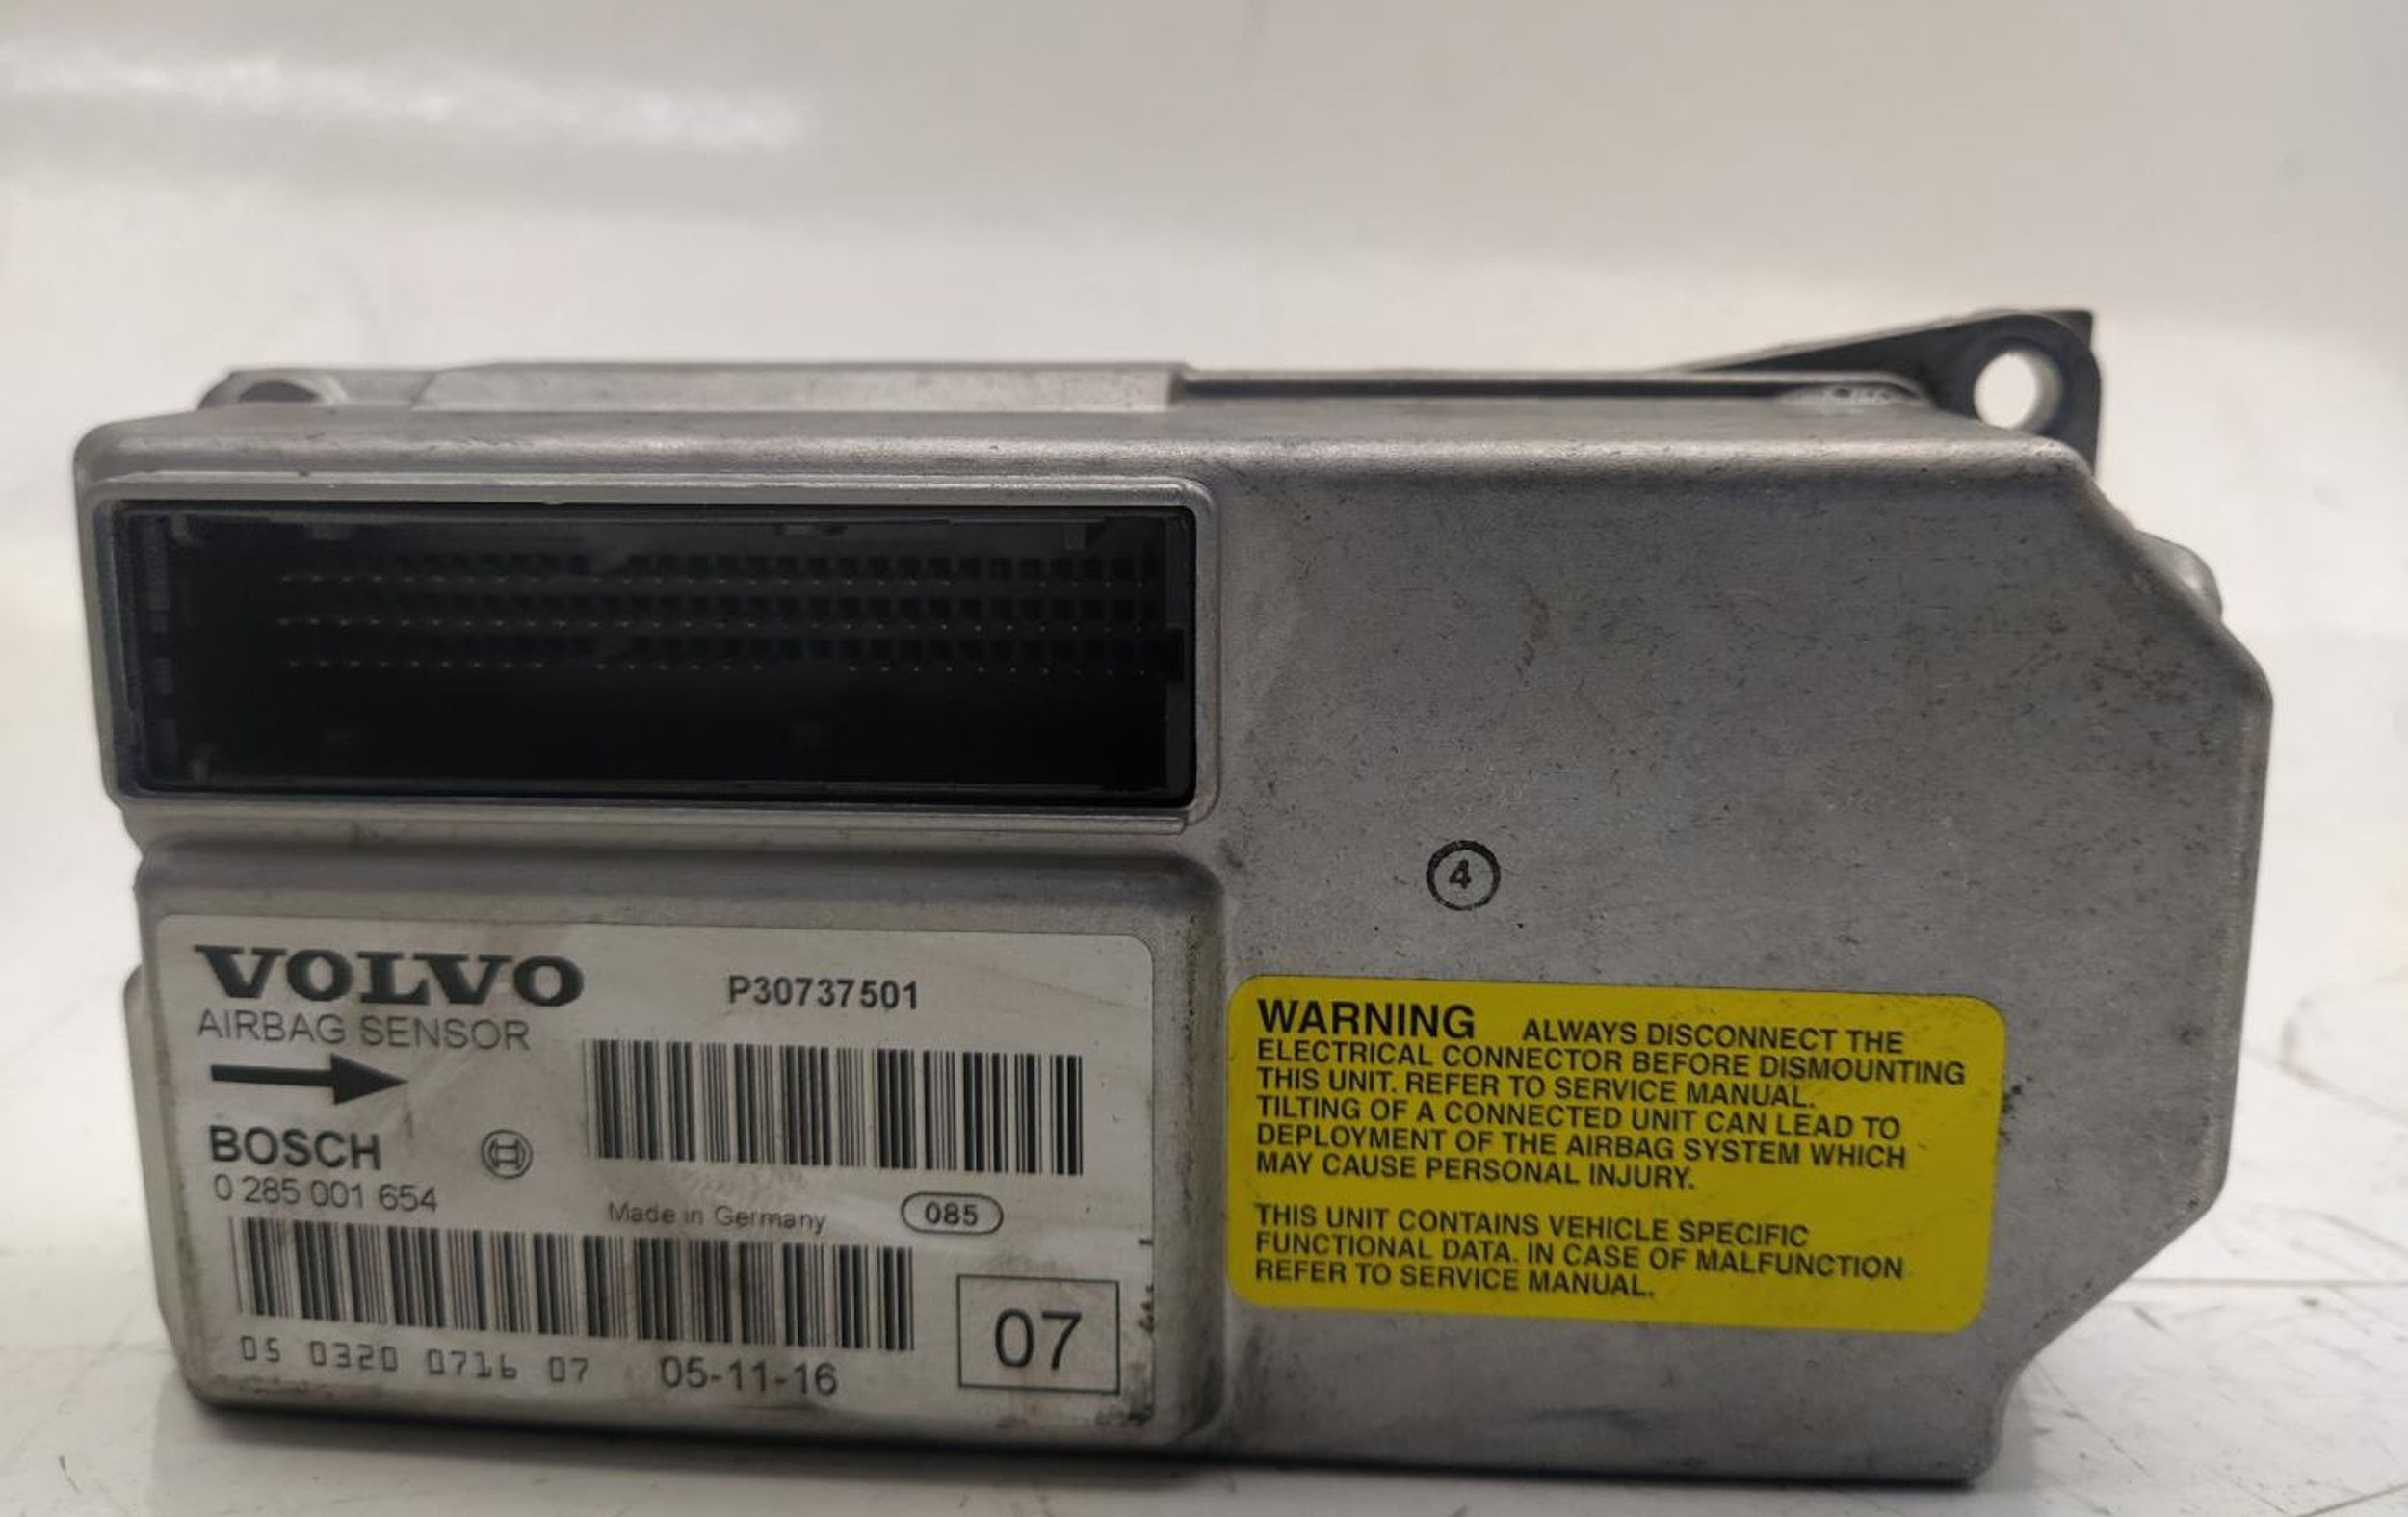 4
VOLVO
P30737501
AIRBAG SENSOR
BOSCH
0 285 001 654
Made in Germany
085
05 0320 0716 07
05-11-16
07
WARNING ALWAYS DISCONNECT THE
ELECTRICAL CONNECTOR BEFORE DISMOUNTING
THIS UNIT. REFER TO SERVICE MANUAL.
TILTING OF A CONNECTED UNIT CAN LEAD TO
DEPLOYMENT OF THE AIRBAG SYSTEM WHICH
MAY CAUSE PERSONAL INJURY.
THIS UNIT CONTAINS VEHICLE SPECIFIC
FUNCTIONAL DATA. IN CASE OF MALFUNCTION
REFER TO SERVICE MANUAL.